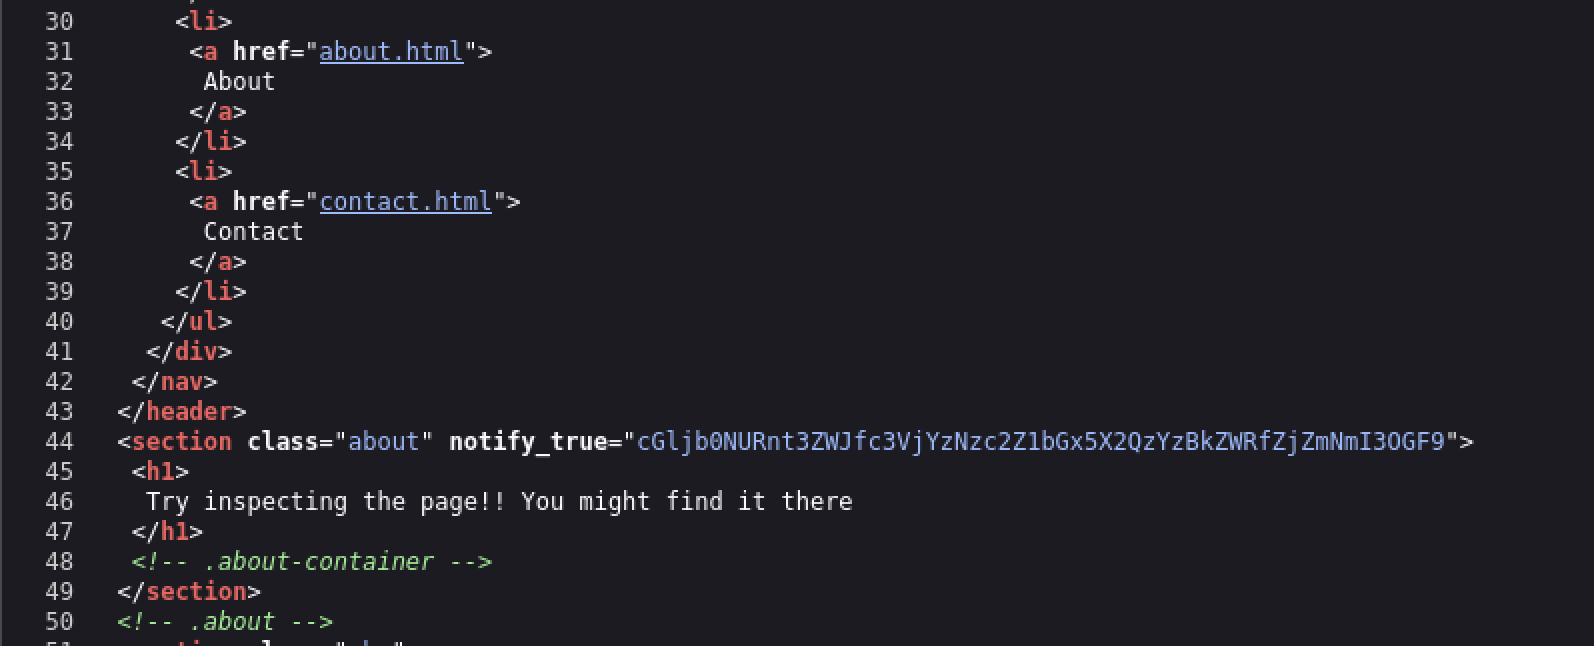 30 <li>
31 <a href="about.html">
32 About
33 </a>
34 </li>
35 <li>
36 <a href="contact.html">
37 Contact
38 </a>
39 </li>
40 </ul>
41 </div>
42 </nav>
43 </header>
44 <section class="about" notify_true="cGljb0NURnt3ZWJfc3VjYzNzc2Z1bGx5X2QzYzBkZWRfZjZmNmI3OGF9">
45 <h1>
46 Try inspecting the page!! You might find it there
47 </h1>
48 <!-- .about-container -->
49 </section>
50 <!-- .about -->